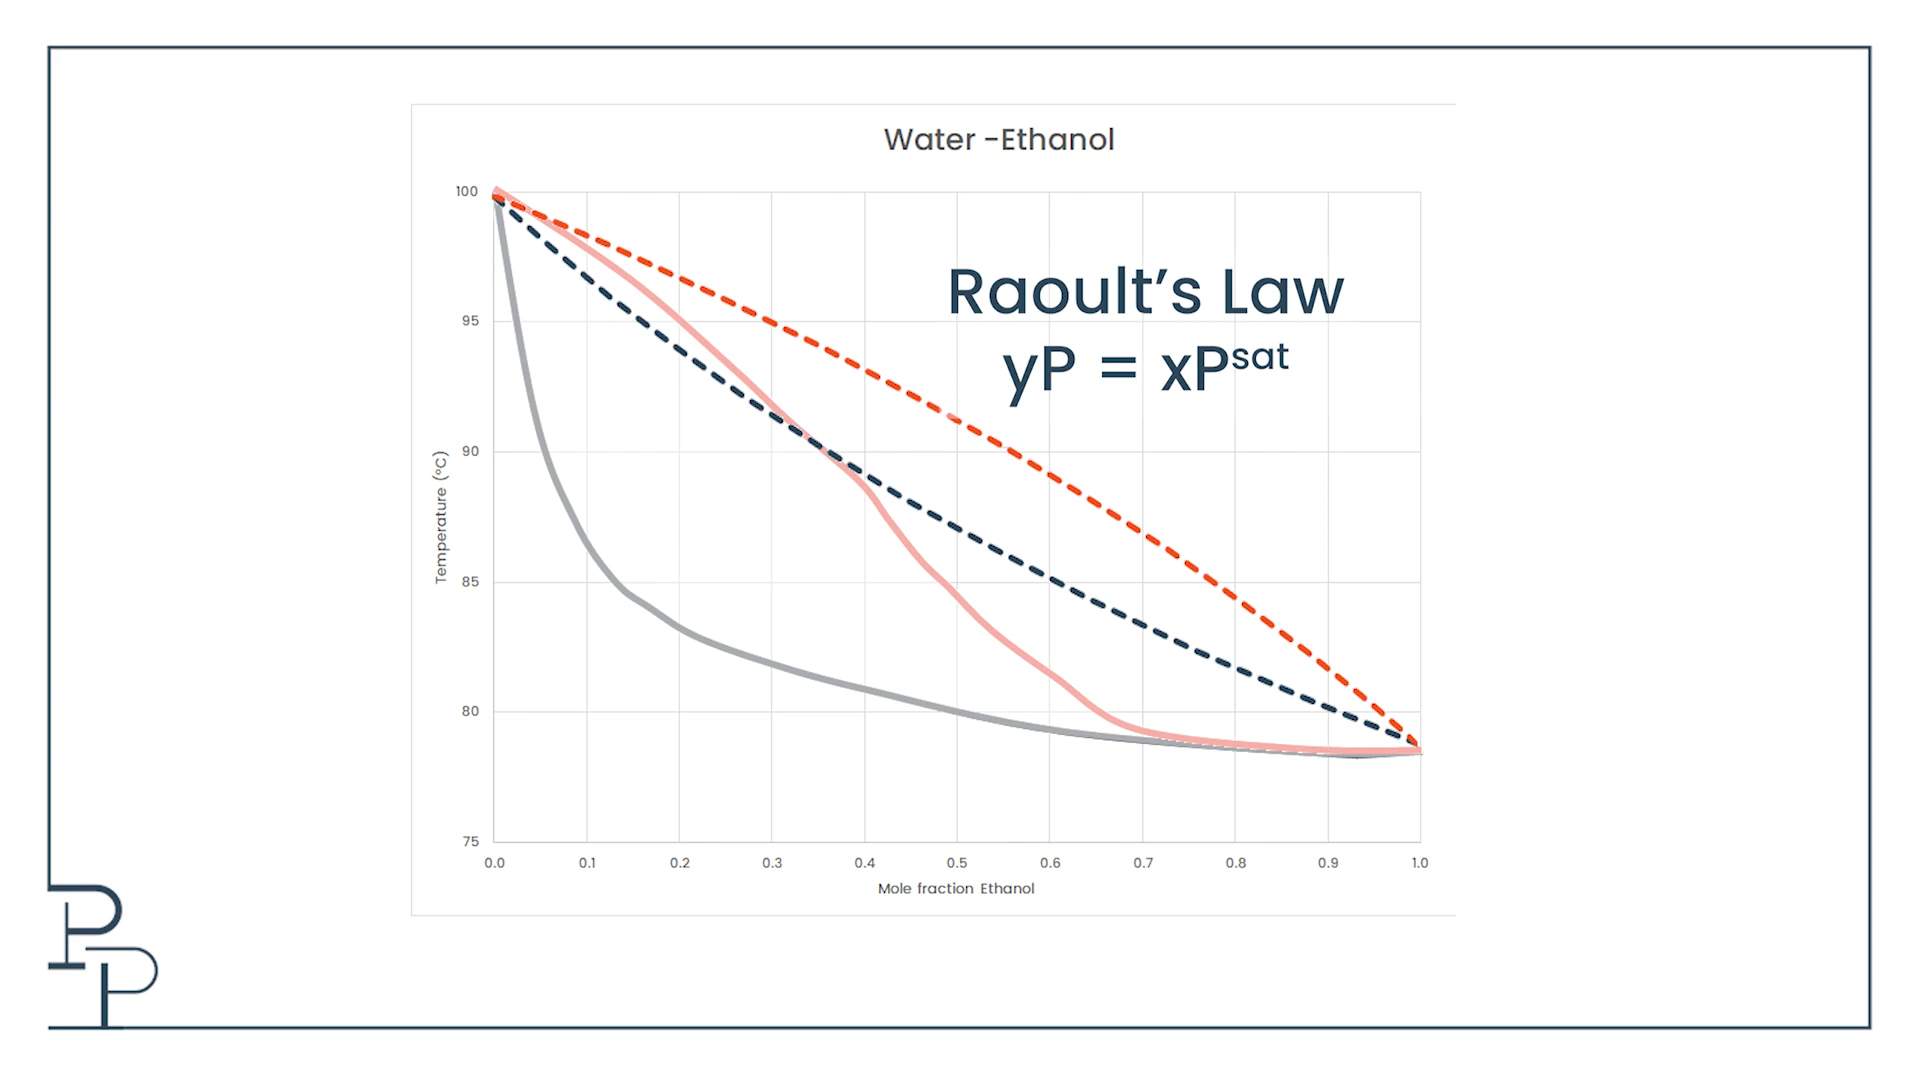 Water -Ethanol
Raoult's Law
yP = xPˢᵃᵗ
Temperature (°C)
100
95
90
85
80
75
0.0 0.1 0.2 0.3 0.4 0.5 0.6 0.7 0.8 0.9 1.0
Mole fraction Ethanol
PP